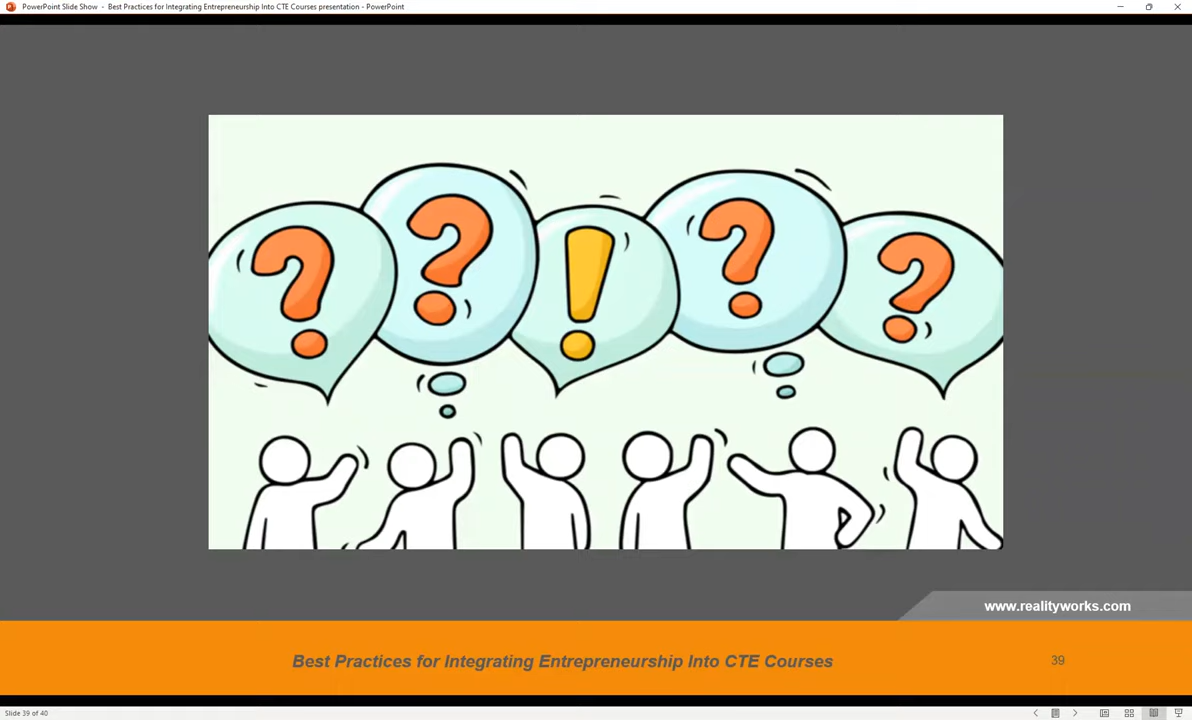 PowerPoint Slide Show - Best Practices for Integrating Entrepreneurship Into CTE Courses presentation - PowerPoint
? ? ! ? ?
www.realityworks.com
Best Practices for Integrating Entrepreneurship Into CTE Courses
39
Slide 39 of 40